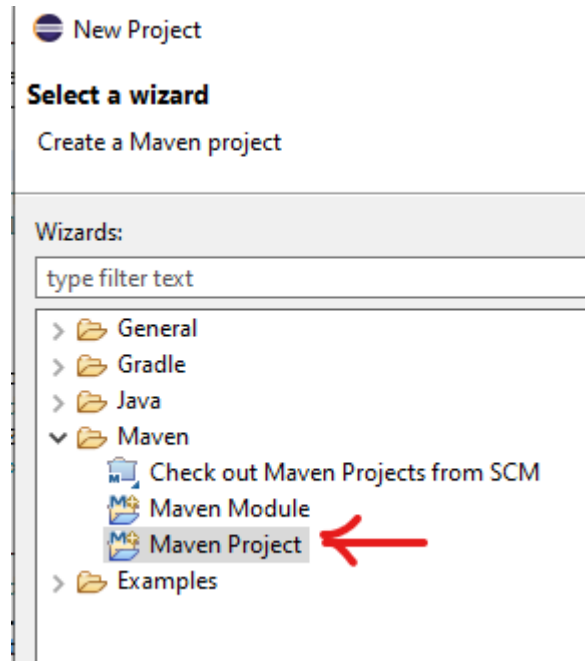 New Project
Select a wizard
Create a Maven project
Wizards:
type filter text
General
Gradle
Java
Maven
Check out Maven Projects from SCM
Maven Module
Maven Project
Examples